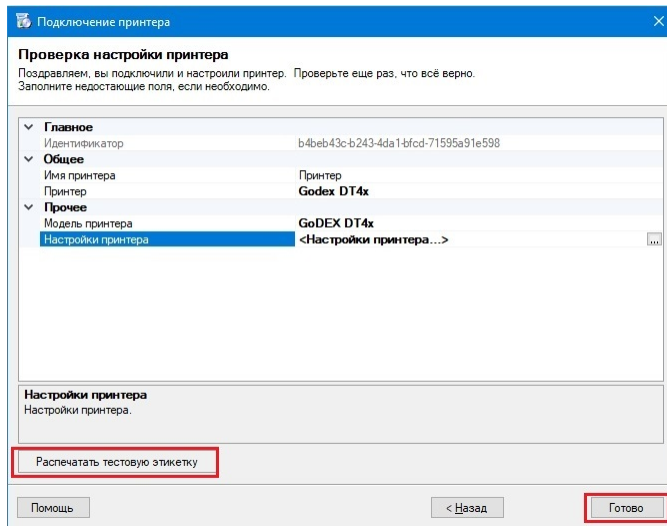 Подключение принтера
Проверка настройки принтера
Поздравляем, вы подключили и настроили принтер. Проверьте еще раз, что всё верно.
Заполните недостающие поля, если необходимо.
Главное
Идентификатор b4beb43c-b243-4da1-bfcd-71595a91e598
Общее
Имя принтера Принтер
Принтер Godex DT4x
Прочее
Модель принтера GoDEX DT4x
Настройки принтера <Настройки принтера...>
...
Настройки принтера
Настройки принтера.
Распечатать тестовую этикетку
Помощь < Назад Готово